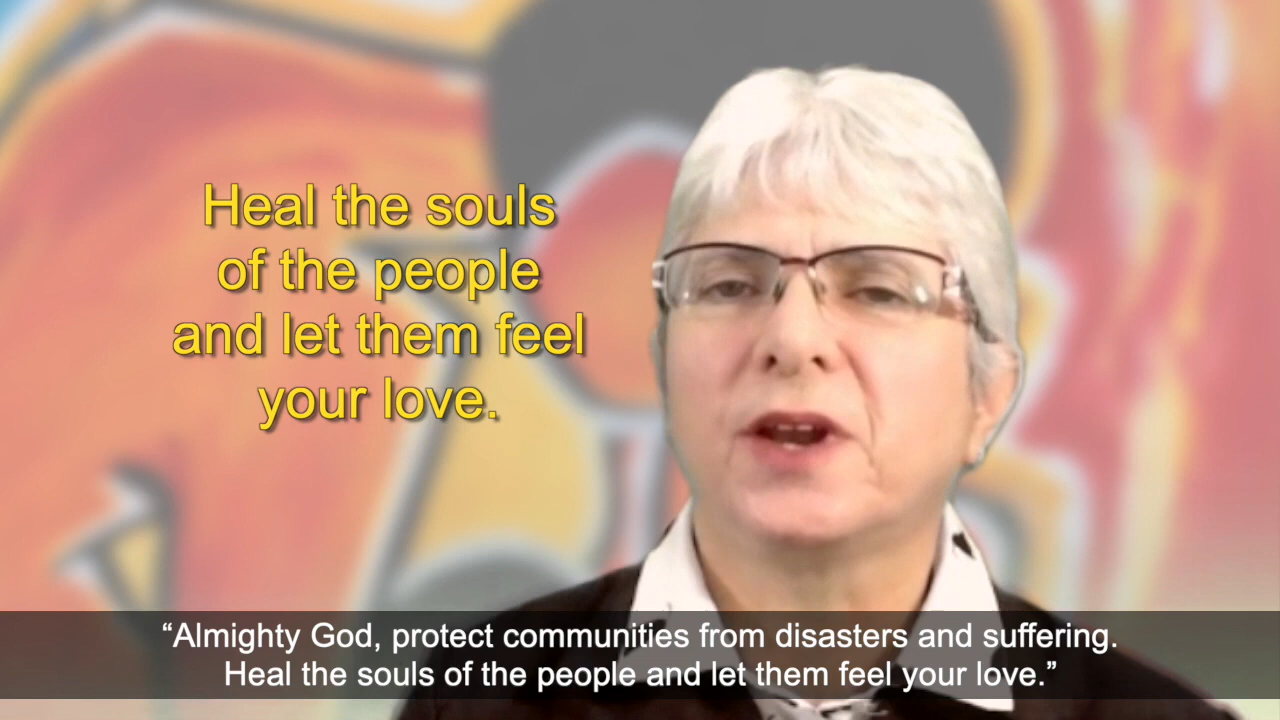 Heal the souls
of the people
and let them feel
your love.
“Almighty God, protect communities from disasters and suffering.
Heal the souls of the people and let them feel your love.”